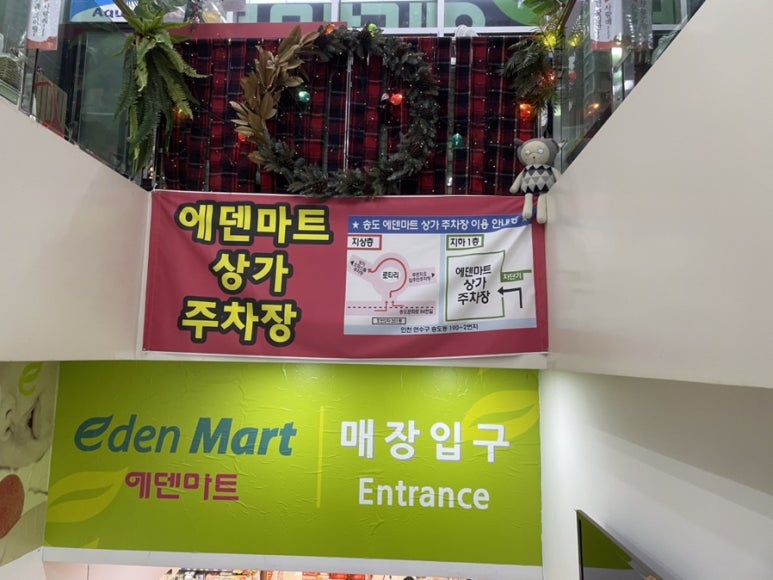 Aqu
에덴마트
상가
주차장
★ 송도 에덴마트 상가 주차장 이용 안내
지상층
로타리
지하 1층
에덴마트
상가
주차장
차단기
인천 연수구 송도동 190-2번지
eden Mart
에덴마트
매장입구
Entrance